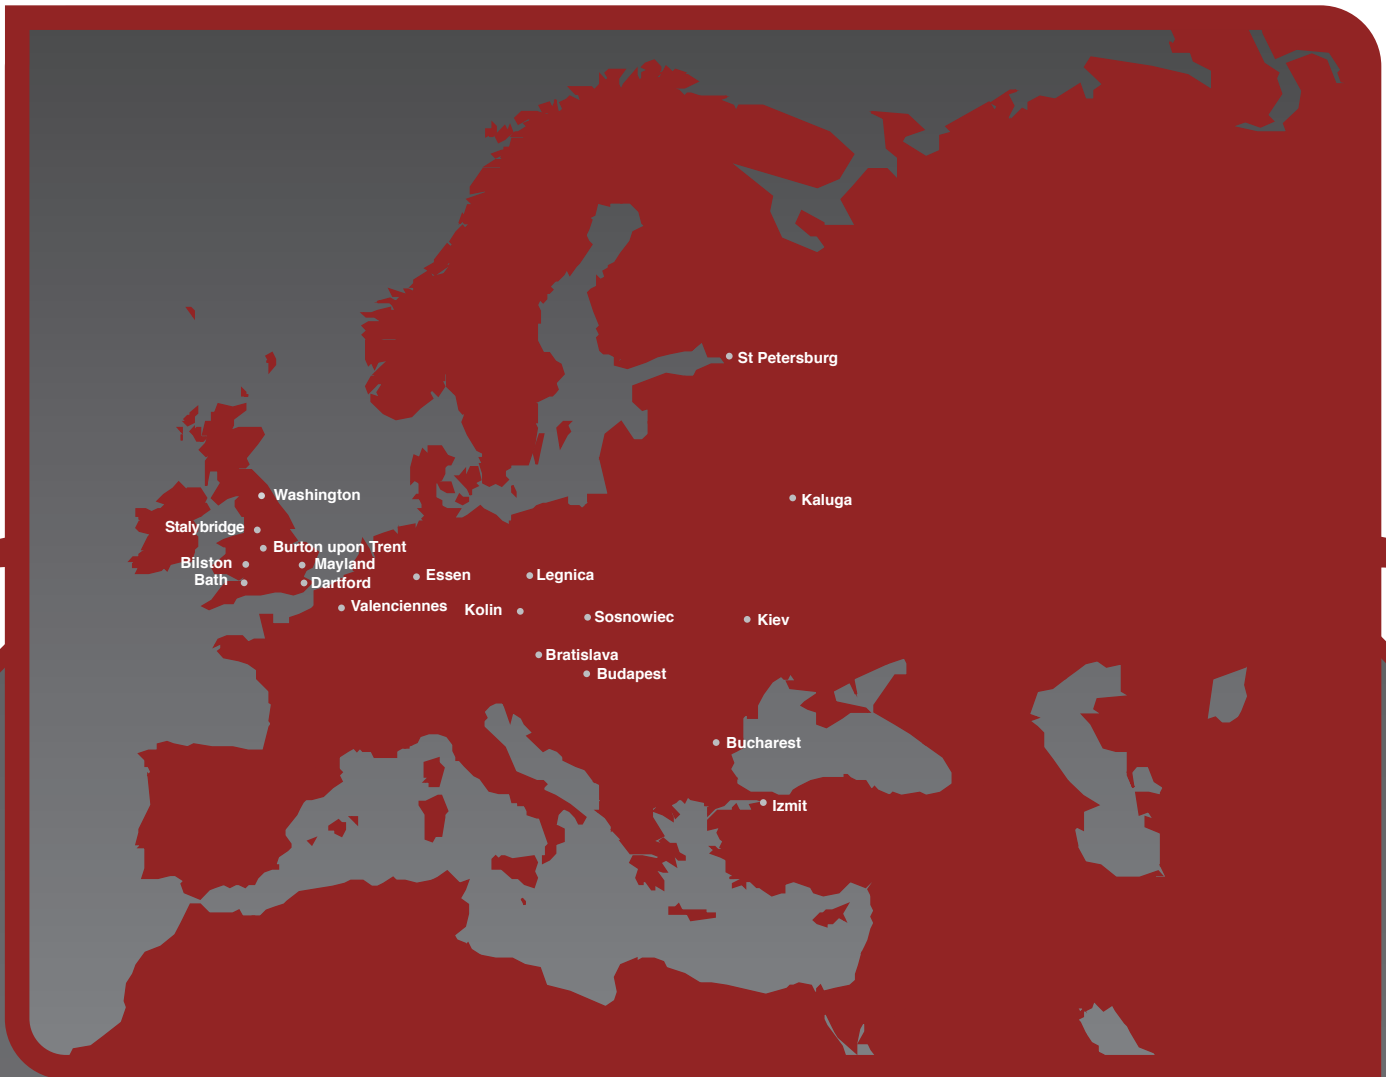 St Petersburg
Washington
Kaluga
Stalybridge
Burton upon Trent
Bilston
Mayland
Bath
Dartford
Essen
Legnica
Valenciennes
Kolin
Sosnowiec
Kiev
Bratislava
Budapest
Bucharest
Izmit